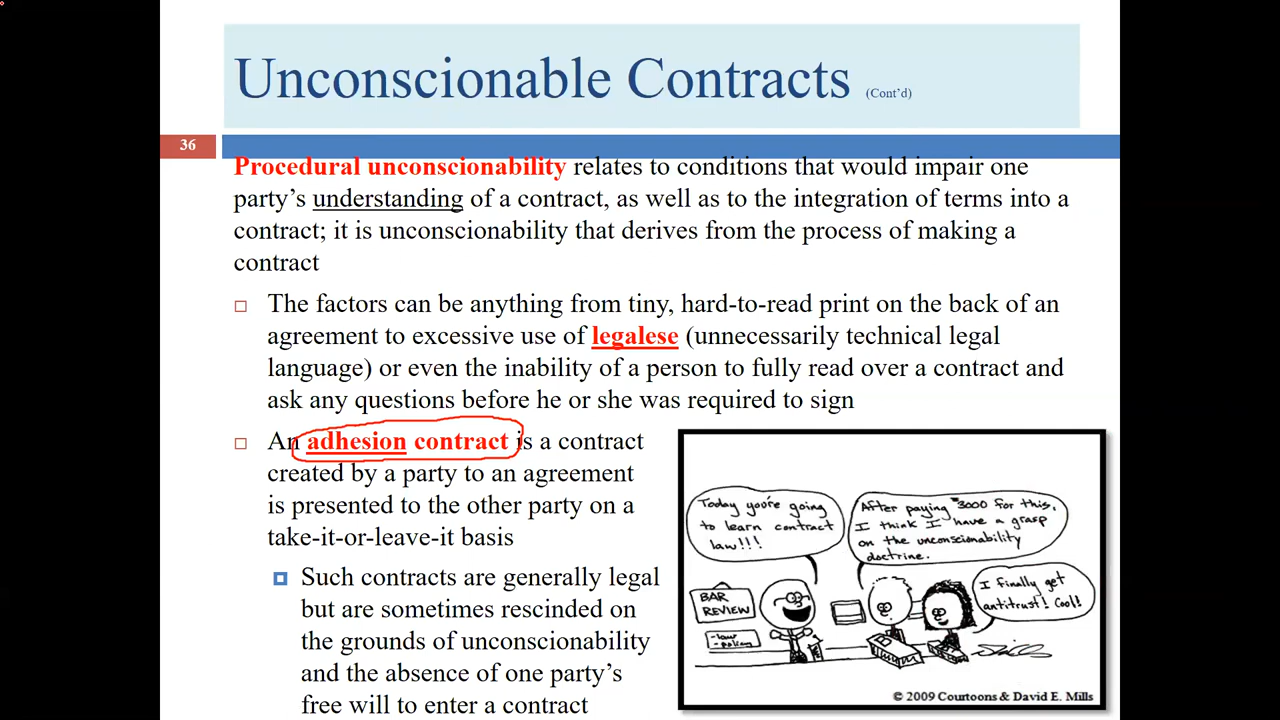 Unconscionable Contracts (Cont'd)
36
Procedural unconscionability relates to conditions that would impair one
party's understanding of a contract, as well as to the integration of terms into a
contract; it is unconscionability that derives from the process of making a
contract
The factors can be anything from tiny, hard-to-read print on the back of an
agreement to excessive use of legalese (unnecessarily technical legal
language) or even the inability of a person to fully read over a contract and
ask any questions before he or she was required to sign
An adhesion contract is a contract
created by a party to an agreement
is presented to the other party on a
take-it-or-leave-it basis
Such contracts are generally legal
but are sometimes rescinded on
the grounds of unconscionability
and the absence of one party's
free will to enter a contract
Today you're going
to learn contract
law!!!
After paying $3000 for this,
I think I have a grasp
on the unconscionability
doctrine.
I finally get
antitrust! Cool!
BAR
REVIEW
-law
-policy
© 2009 Courtoons & David E. Mills